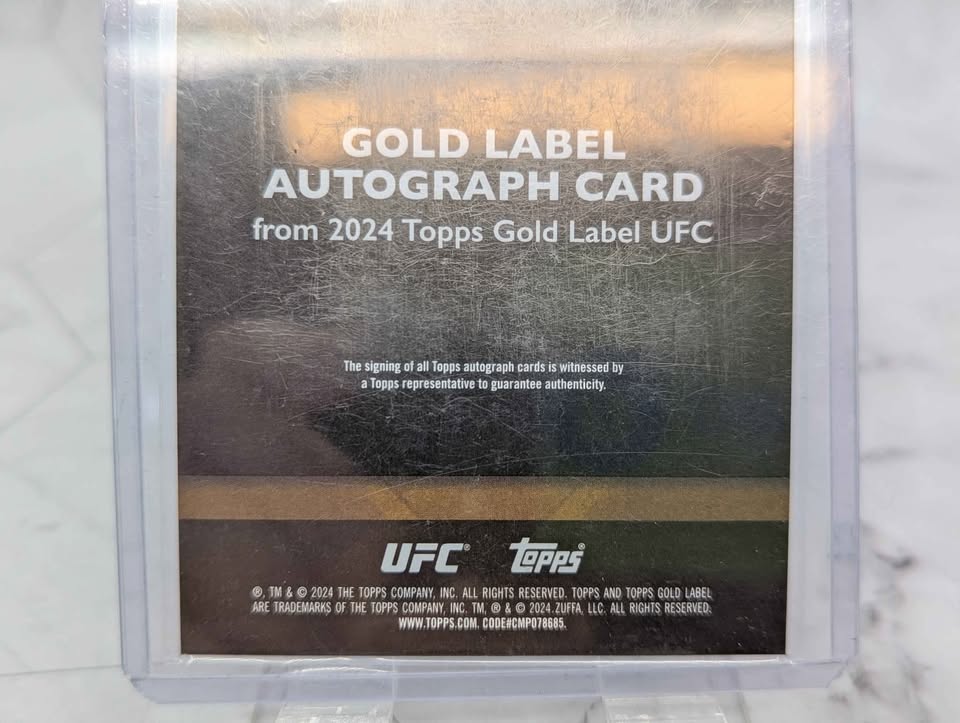 GOLD LABEL
AUTOGRAPH CARD
from 2024 Topps Gold Label UFC
The signing of all Topps autograph cards is witnessed by
a Topps representative to guarantee authenticity.
UFC® Topps®
®, TM & © 2024 THE TOPPS COMPANY, INC. ALL RIGHTS RESERVED. TOPPS AND TOPPS GOLD LABEL
ARE TRADEMARKS OF THE TOPPS COMPANY, INC. TM, ® & © 2024 ZUFFA, LLC. ALL RIGHTS RESERVED.
WWW.TOPPS.COM. CODE#CMP078685.